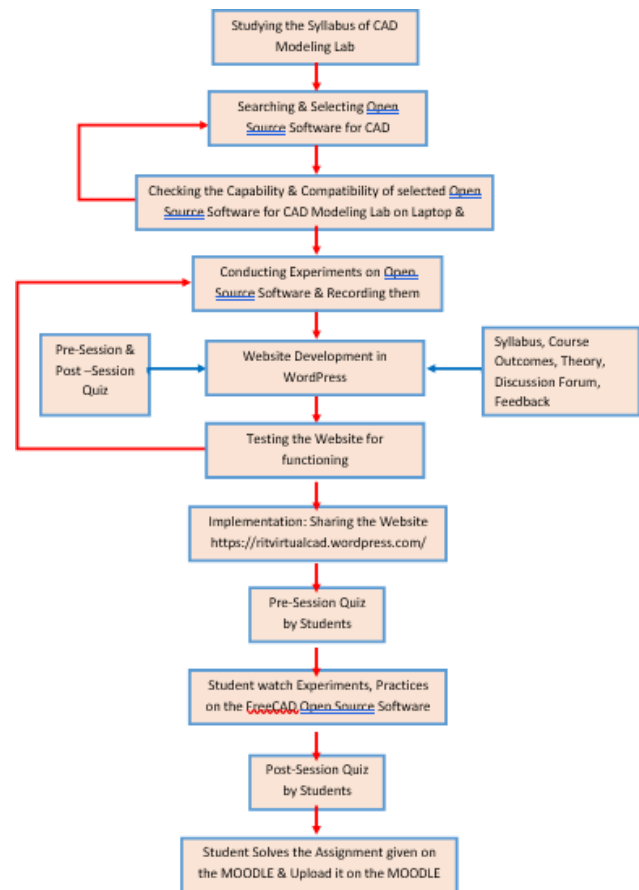 Studying the Syllabus of CAD
Modeling Lab
Searching & Selecting Open
Source Software for CAD
Checking the Capability & Compatibility of selected Open
Source Software for CAD Modeling Lab on Laptop &
Conducting Experiments on Open
Source Software & Recording them
Pre-Session &
Post –Session
Quiz
Website Development in
WordPress
Syllabus, Course
Outcomes, Theory,
Discussion Forum,
Feedback
Testing the Website for
functioning
Implementation: Sharing the Website
https://ritvirtualcad.wordpress.com/
Pre-Session Quiz
by Students
Student watch Experiments, Practices
on the FreeCAD Open Source Software
Post-Session Quiz
by Students
Student Solves the Assignment given on
the MOODLE & Upload it on the MOODLE